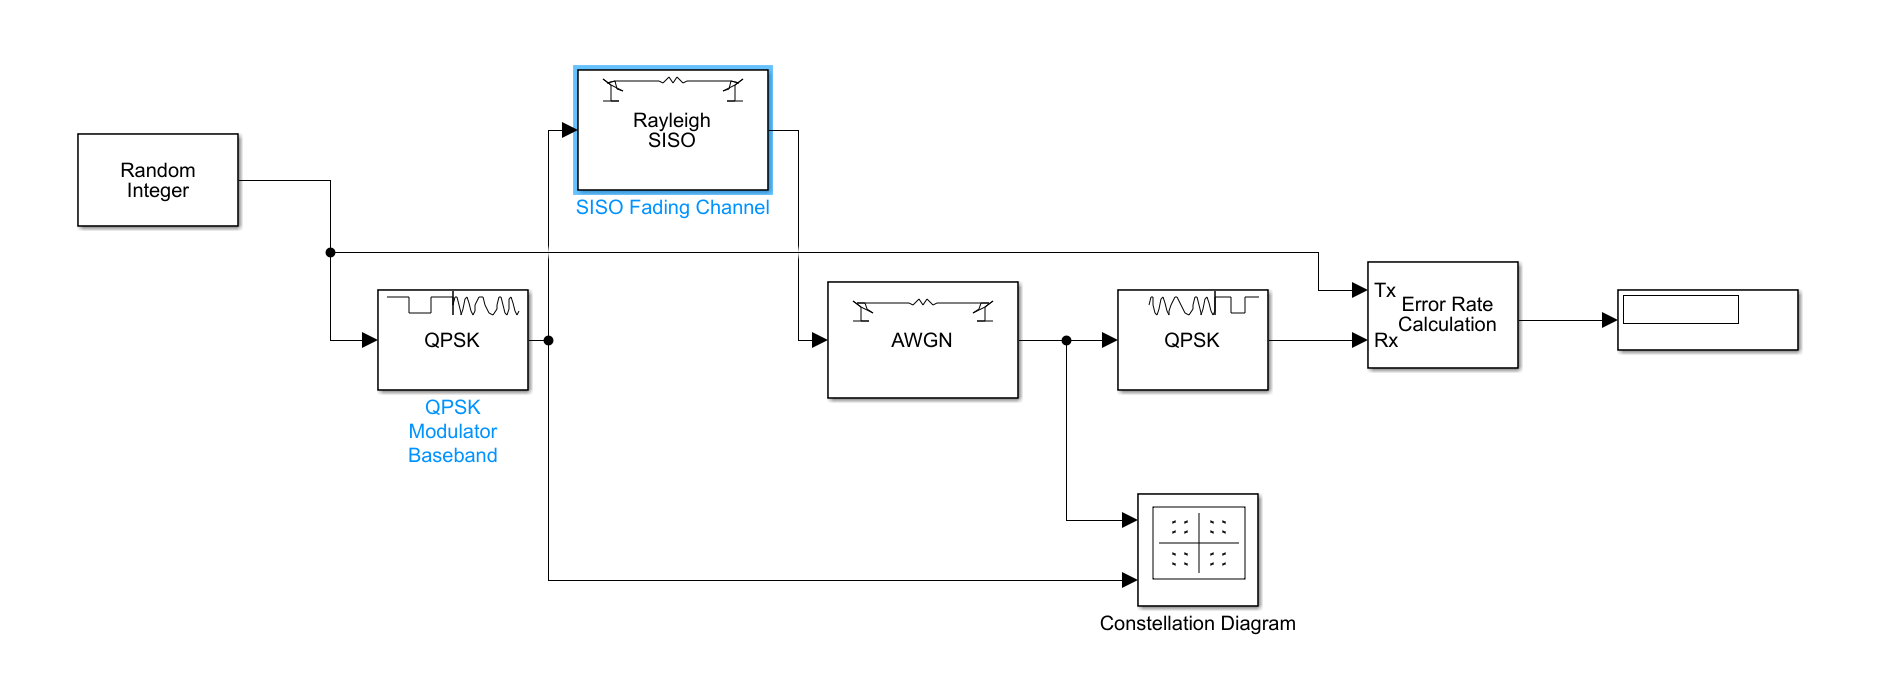 Rayleigh
SISO
SISO Fading Channel
Random
Integer
QPSK
QPSK
Modulator
Baseband
AWGN
QPSK
Tx
Rx
Error Rate
Calculation
Constellation Diagram